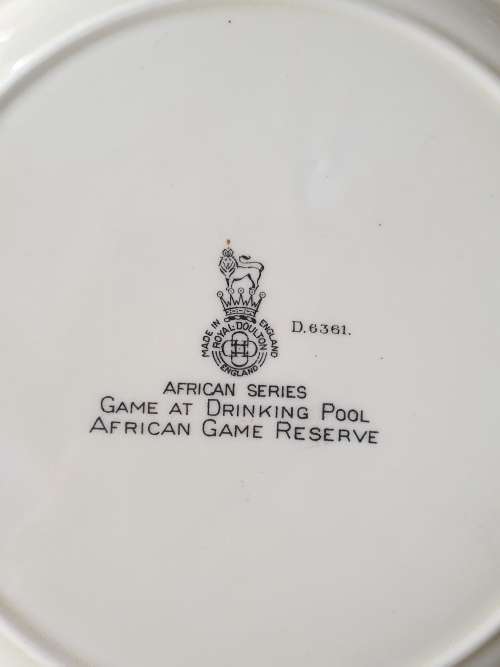 MADE IN ENGLAND
ROYAL·DOULTON
ENGLAND
D.6361.
AFRICAN SERIES
GAME AT DRINKING POOL
AFRICAN GAME RESERVE